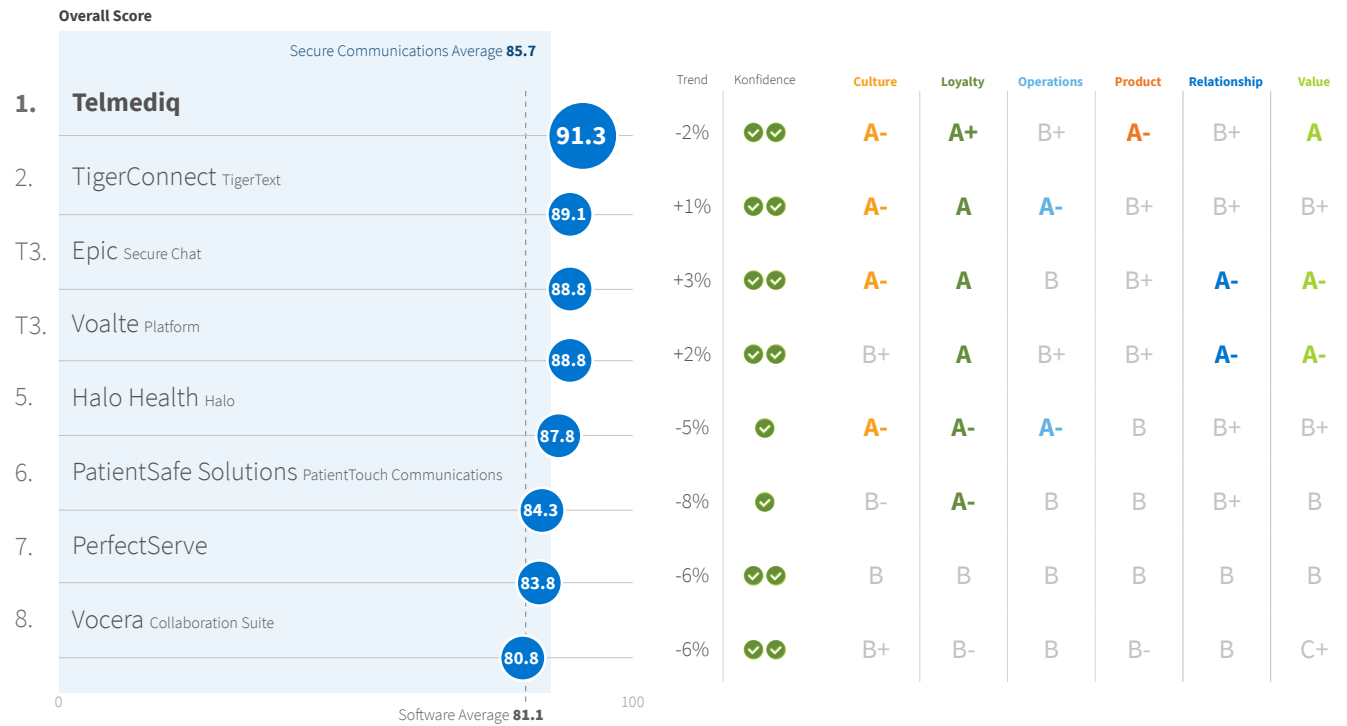 Overall Score
Secure Communications Average 85.7
Trend Konfidence Culture Loyalty Operations Product Relationship Value
1. Telmediq
91.3 -2% A- A+ B+ A- B+ A
2. TigerConnect TigerText
89.1 +1% A- A A- B+ B+ B+
T3. Epic Secure Chat
88.8 +3% A- A B B+ A- A-
T3. Voalte Platform
88.8 +2% B+ A B+ B+ A- A-
5. Halo Health Halo
87.8 -5% A- A- A- B B+ B+
6. PatientSafe Solutions PatientTouch Communications
84.3 -8% B- A- B B B+ B
7. PerfectServe
83.8 -6% B B B B B B
8. Vocera Collaboration Suite
80.8 -6% B+ B- B B- B C+
0 100
Software Average 81.1